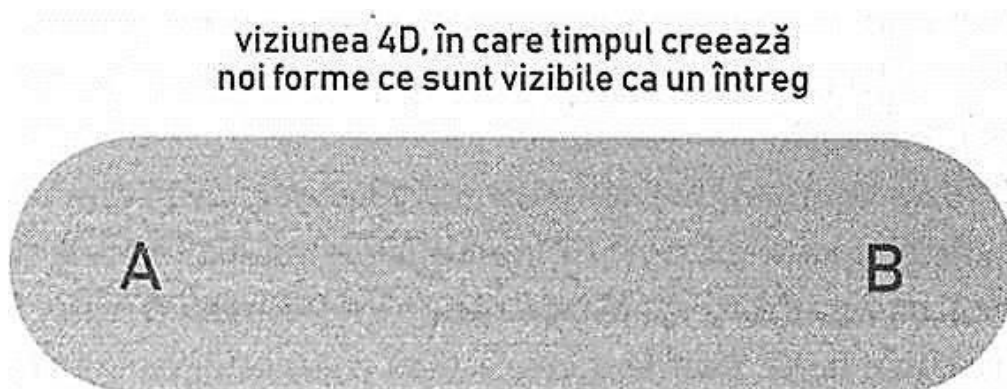 viziunea 4D, în care timpul creează
noi forme ce sunt vizibile ca un întreg
A B